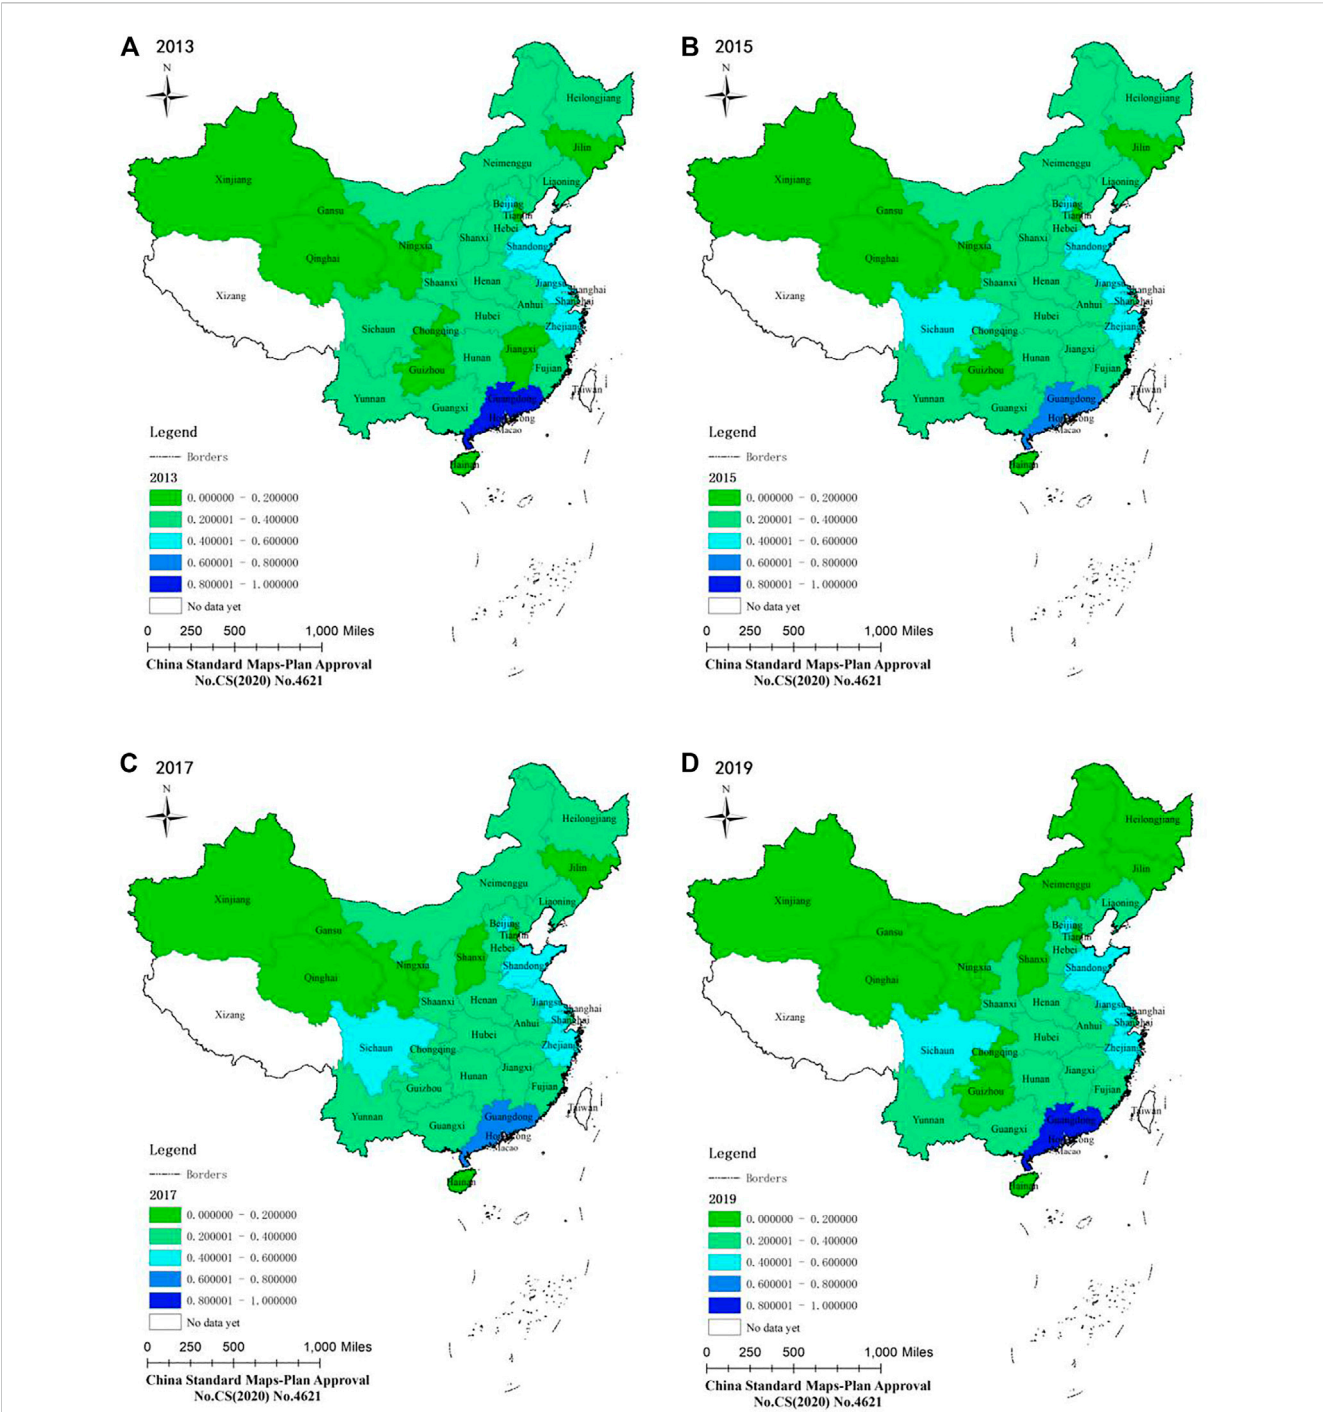 A 2013
N
Heilongjiang
Jilin
Neimenggu
Xinjiang
Liaoning
Beijing
Gansu
Tianjin
Hebei
Shanxi
Ningxia
Shandong
Qinghai
Shaanxi
Henan
Jiangsu
Shanghai
Xizang
Anhui
Shanghai
Hubei
Zhejiang
Sichaun
Chongqing
Jiangxi
Hunan
Guizhou
Fujian
Taiwan
Yunnan
Guangdong
Guangxi
Hongkong
Macao
Hainan
Legend
Borders
2013
0.000000 - 0.200000
0.200001 - 0.400000
0.400001 - 0.600000
0.600001 - 0.800000
0.800001 - 1.000000
No data yet
0 250 500 1,000 Miles
China Standard Maps-Plan Approval
No.CS(2020) No.4621
B 2015
N
Heilongjiang
Jilin
Neimenggu
Xinjiang
Liaoning
Beijing
Gansu
Tianjin
Hebei
Shanxi
Ningxia
Shandong
Qinghai
Shaanxi
Henan
Jiangsu
Shanghai
Xizang
Anhui
Shanghai
Hubei
Zhejiang
Sichaun
Chongqing
Jiangxi
Hunan
Guizhou
Fujian
Taiwan
Yunnan
Guangdong
Guangxi
Hongkong
Macao
Hainan
Legend
Borders
2015
0.000000 - 0.200000
0.200001 - 0.400000
0.400001 - 0.600000
0.600001 - 0.800000
0.800001 - 1.000000
No data yet
0 250 500 1,000 Miles
China Standard Maps-Plan Approval
No.CS(2020) No.4621
C 2017
N
Heilongjiang
Jilin
Neimenggu
Xinjiang
Liaoning
Beijing
Gansu
Tianjin
Hebei
Shanxi
Ningxia
Shandong
Qinghai
Shaanxi
Henan
Jiangsu
Shanghai
Xizang
Anhui
Shanghai
Hubei
Zhejiang
Sichaun
Chongqing
Jiangxi
Hunan
Guizhou
Fujian
Taiwan
Yunnan
Guangdong
Guangxi
Hongkong
Macao
Hainan
Legend
Borders
2017
0.000000 - 0.200000
0.200001 - 0.400000
0.400001 - 0.600000
0.600001 - 0.800000
0.800001 - 1.000000
No data yet
0 250 500 1,000 Miles
China Standard Maps-Plan Approval
No.CS(2020) No.4621
D 2019
N
Heilongjiang
Jilin
Neimenggu
Xinjiang
Liaoning
Beijing
Gansu
Tianjin
Hebei
Shanxi
Ningxia
Shandong
Qinghai
Shaanxi
Henan
Jiangsu
Shanghai
Xizang
Anhui
Shanghai
Hubei
Zhejiang
Sichaun
Chongqing
Jiangxi
Hunan
Guizhou
Fujian
Taiwan
Yunnan
Guangdong
Guangxi
Hongkong
Macao
Hainan
Legend
Borders
2019
0.000000 - 0.200000
0.200001 - 0.400000
0.400001 - 0.600000
0.600001 - 0.800000
0.800001 - 1.000000
No data yet
0 250 500 1,000 Miles
China Standard Maps-Plan Approval
No.CS(2020) No.4621